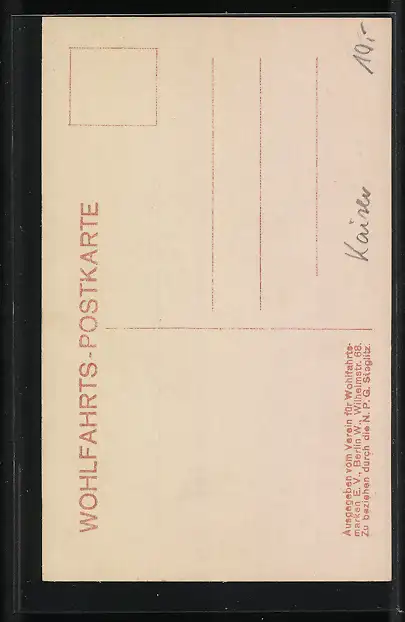 WOHLFAHRTS-POSTKARTE
Ausgegeben vom Verein für Wohlfahrts-
marken E. V., Berlin W., Wilhelmstr. 68.
Zu beziehen durch die N. P. G. Steglitz.
Kaiser
10,-